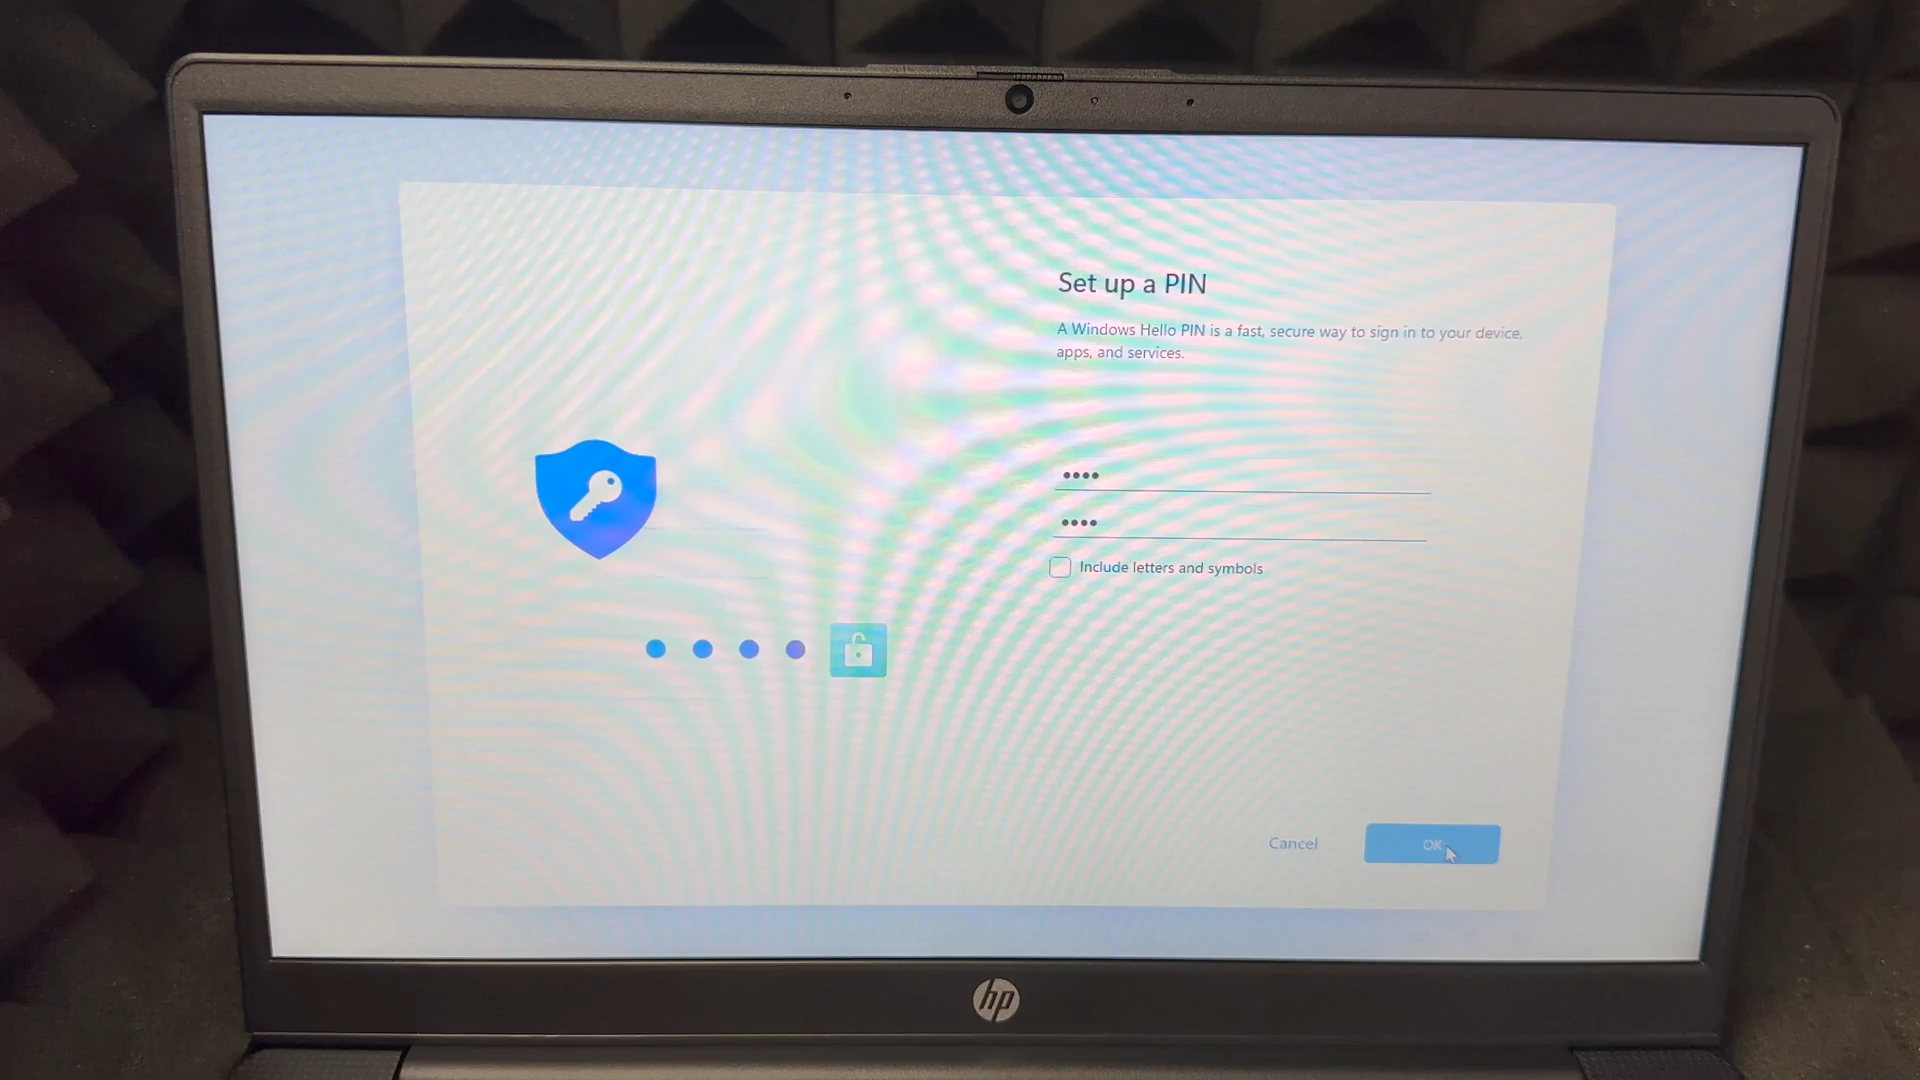 Set up a PIN
A Windows Hello PIN is a fast, secure way to sign in to your device,
apps, and services.
••••
••••
Include letters and symbols
Cancel
OK
hp